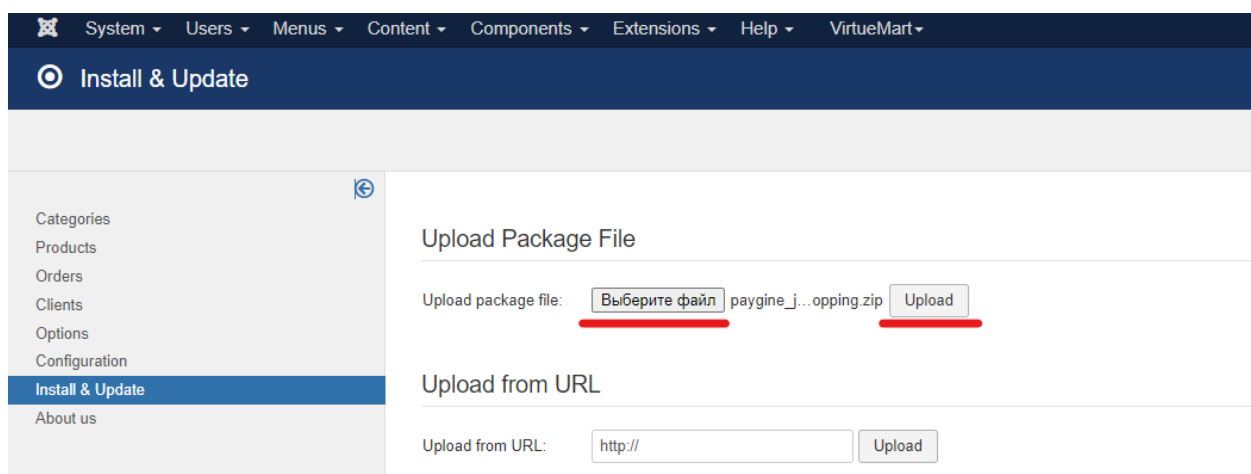 System Users Menus Content Components Extensions Help VirtueMart
Install & Update
Categories
Products
Orders
Clients
Options
Configuration
Install & Update
About us
Upload Package File
Upload package file: Выберите файл paygine_j...opping.zip Upload
Upload from URL
Upload from URL: http:// Upload